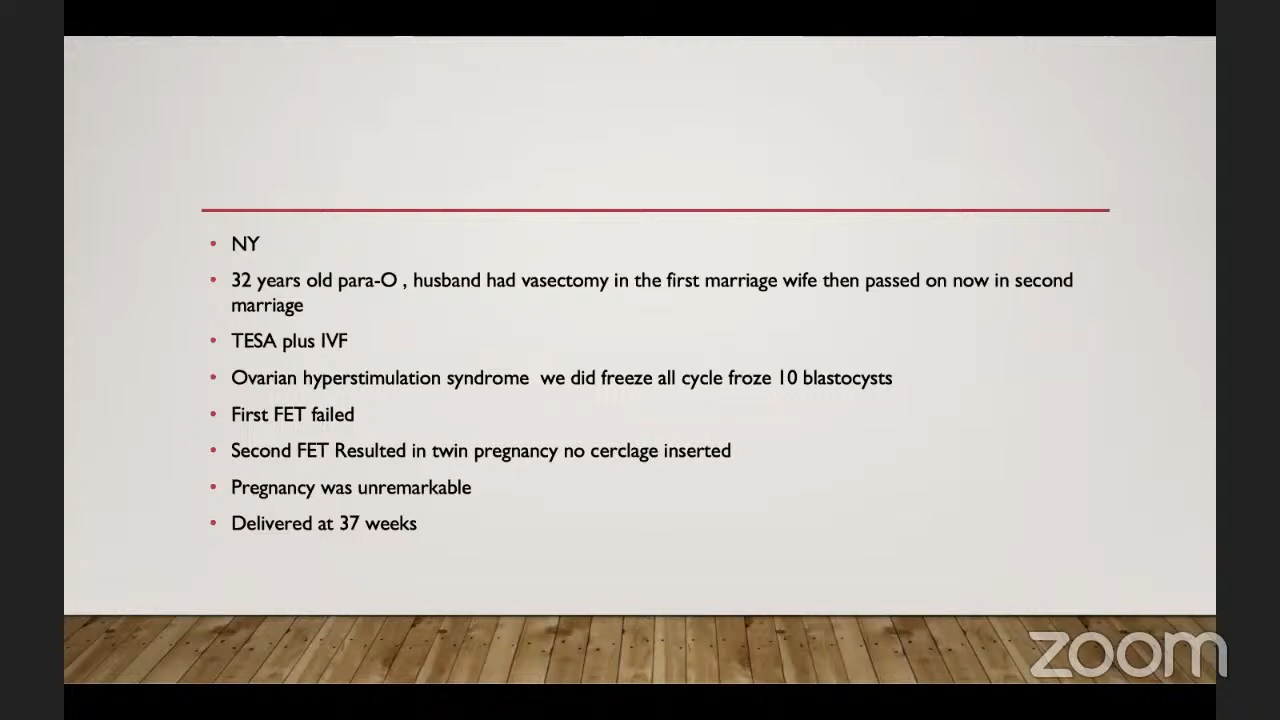 • NY
• 32 years old para-O , husband had vasectomy in the first marriage wife then passed on now in second
marriage
• TESA plus IVF
• Ovarian hyperstimulation syndrome  we did freeze all cycle froze 10 blastocysts
• First FET failed
• Second FET Resulted in twin pregnancy no cerclage inserted
• Pregnancy was unremarkable
• Delivered at 37 weeks
zoom